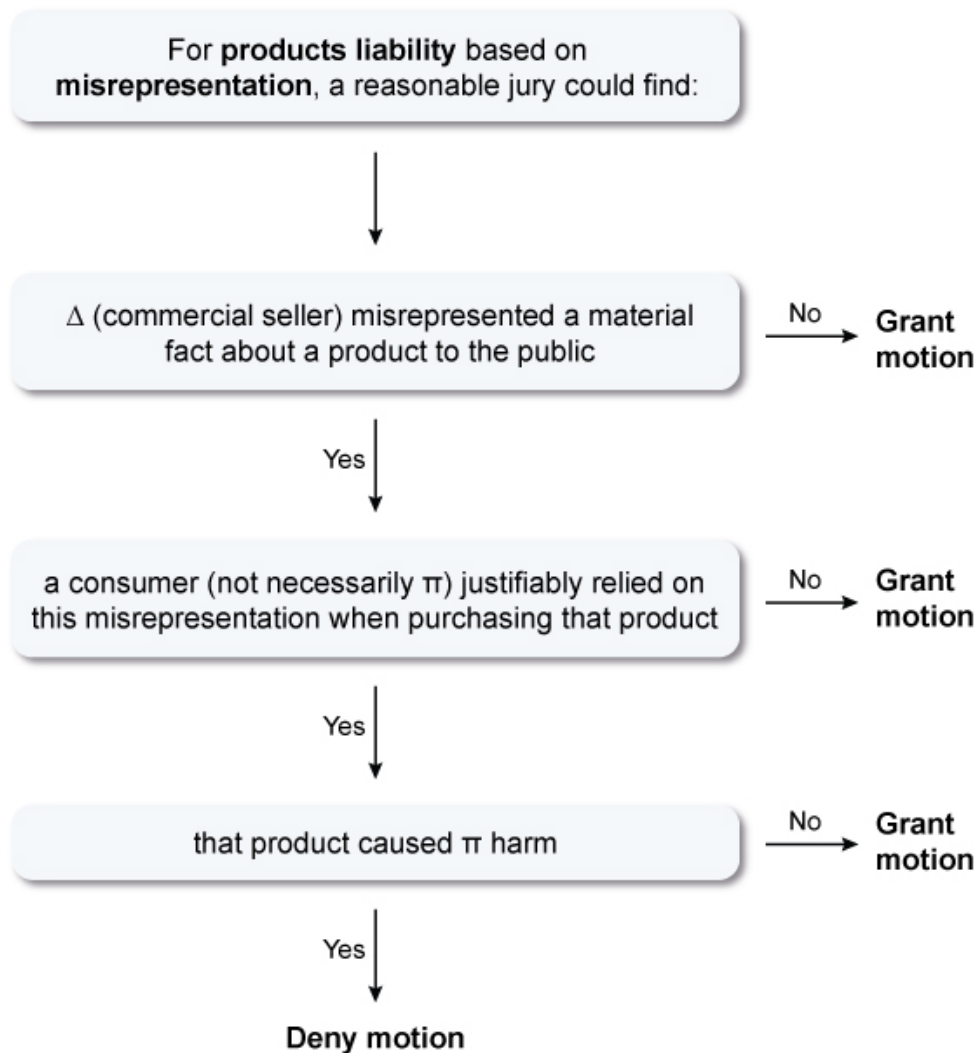 For products liability based on
misrepresentation, a reasonable jury could find:
Δ (commercial seller) misrepresented a material
fact about a product to the public
No
Grant
motion
Yes
a consumer (not necessarily π) justifiably relied on
this misrepresentation when purchasing that product
No
Grant
motion
Yes
that product caused π harm
No
Grant
motion
Yes
Deny motion